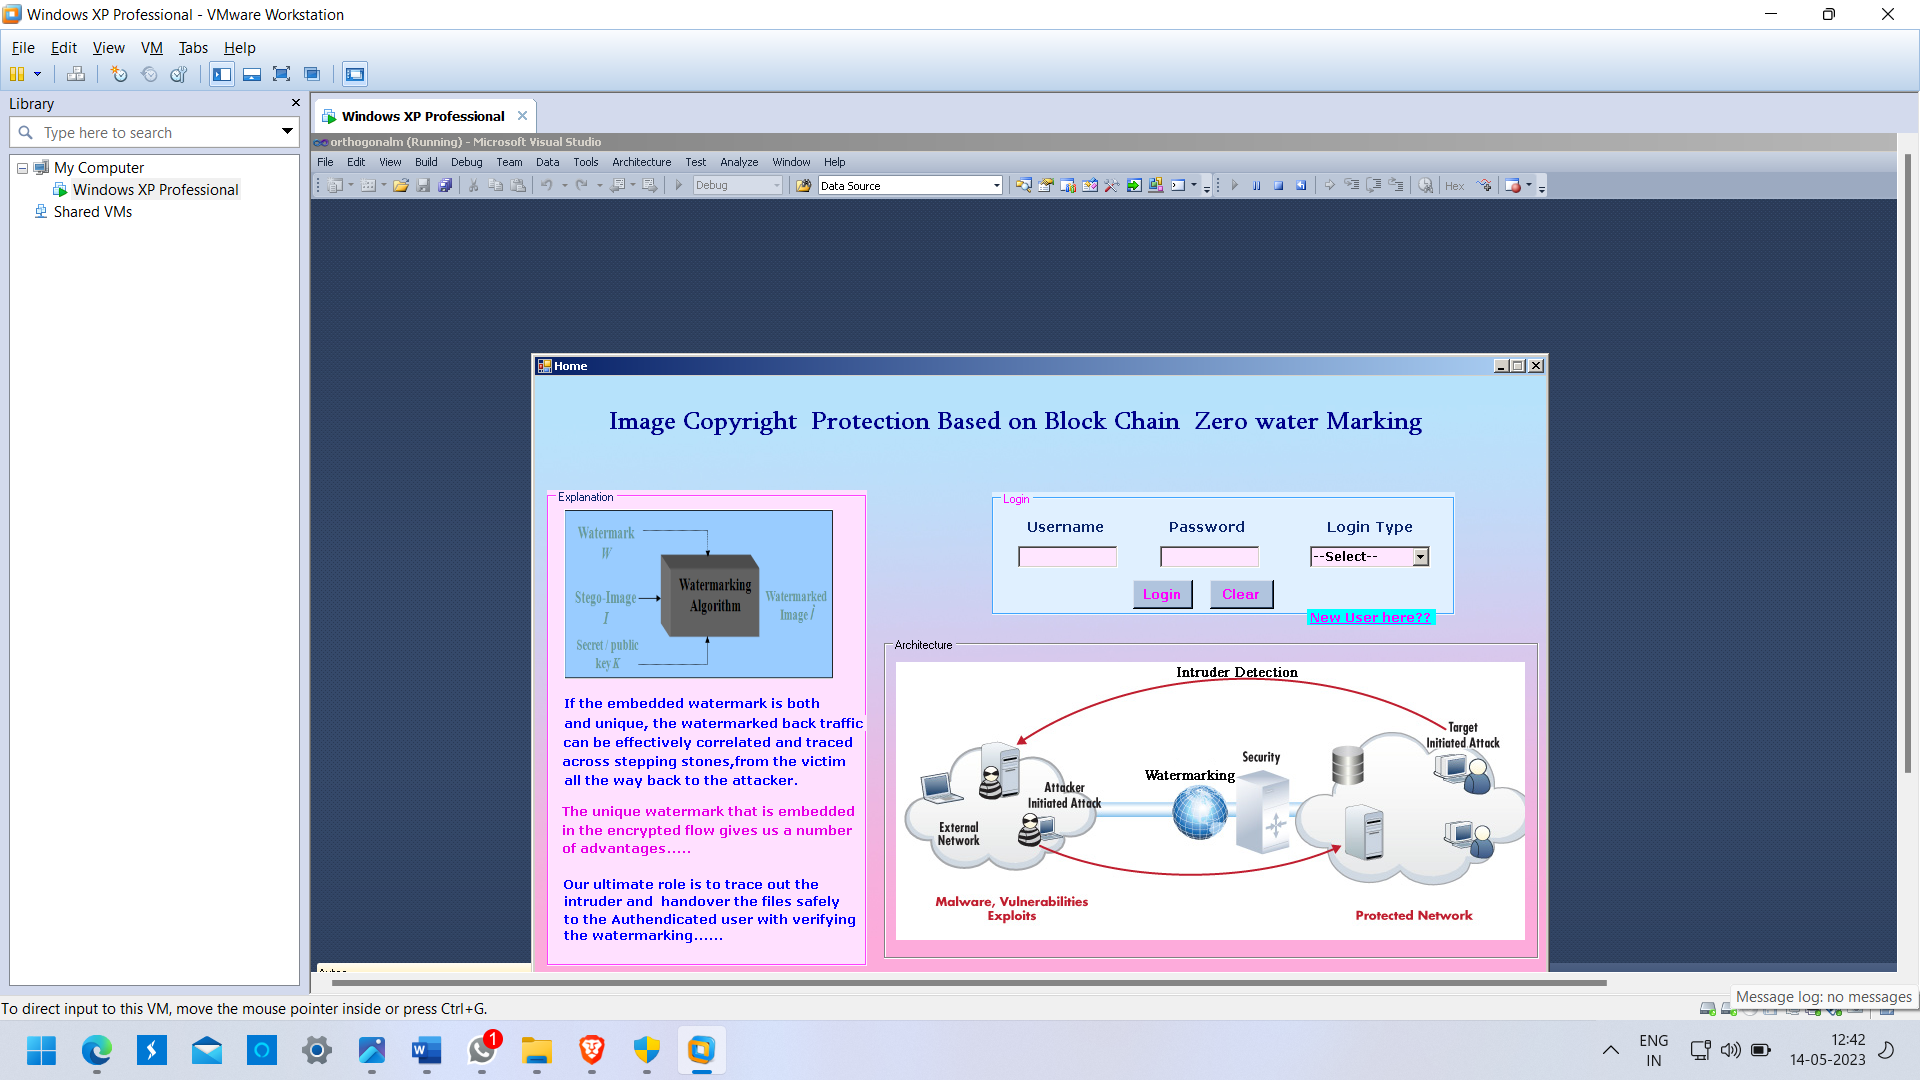 Windows XP Professional - VMware Workstation
File Edit View VM Tabs Help
Library
Type here to search
My Computer
Windows XP Professional
Shared VMs
Windows XP Professional
orthogonalm (Running) - Microsoft Visual Studio
File Edit View Build Debug Team Data Tools Architecture Test Analyze Window Help
Debug
Data Source
Hex
Home
Image Copyright Protection Based on Block Chain Zero water Marking
Explanation
Watermark
W
Stego-Image
I
Secret / public
key K
Watermarking
Algorithm
Watermarked
Image i
If the embedded watermark is both
and unique, the watermarked back traffic
can be effectively correlated and traced
across stepping stones,from the victim
all the way back to the attacker.
The unique watermark that is embedded
in the encrypted flow gives us a number
of advantages.....
Our ultimate role is to trace out the
intruder and handover the files safely
to the Authendicated user with verifying
the watermarking......
Login
Username Password Login Type
--Select--
Login Clear
New User here??
Architecture
Intruder Detection
Target
Initiated Attack
Security
Watermarking
Attacker
Initiated Attack
External
Network
Malware, Vulnerabilities
Exploits
Protected Network
To direct input to this VM, move the mouse pointer inside or press Ctrl+G.
Message log: no messages
1
ENG
IN
12:42
14-05-2023